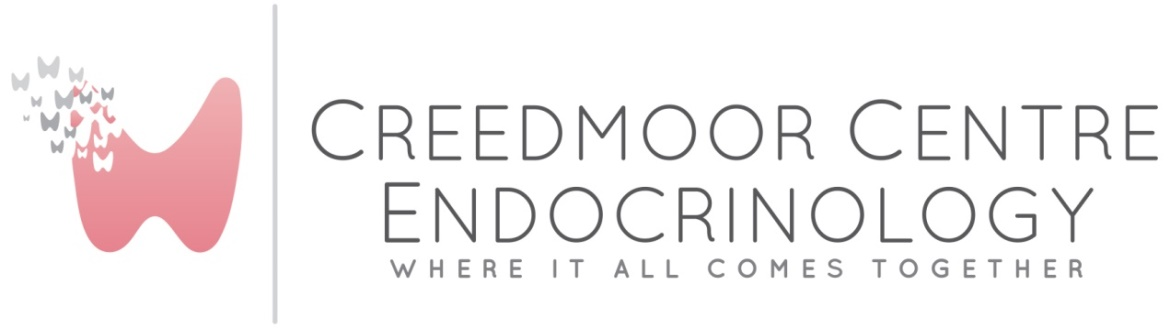 CREEDMOOR CENTRE
ENDOCRINOLOGY
WHERE IT ALL COMES TOGETHER